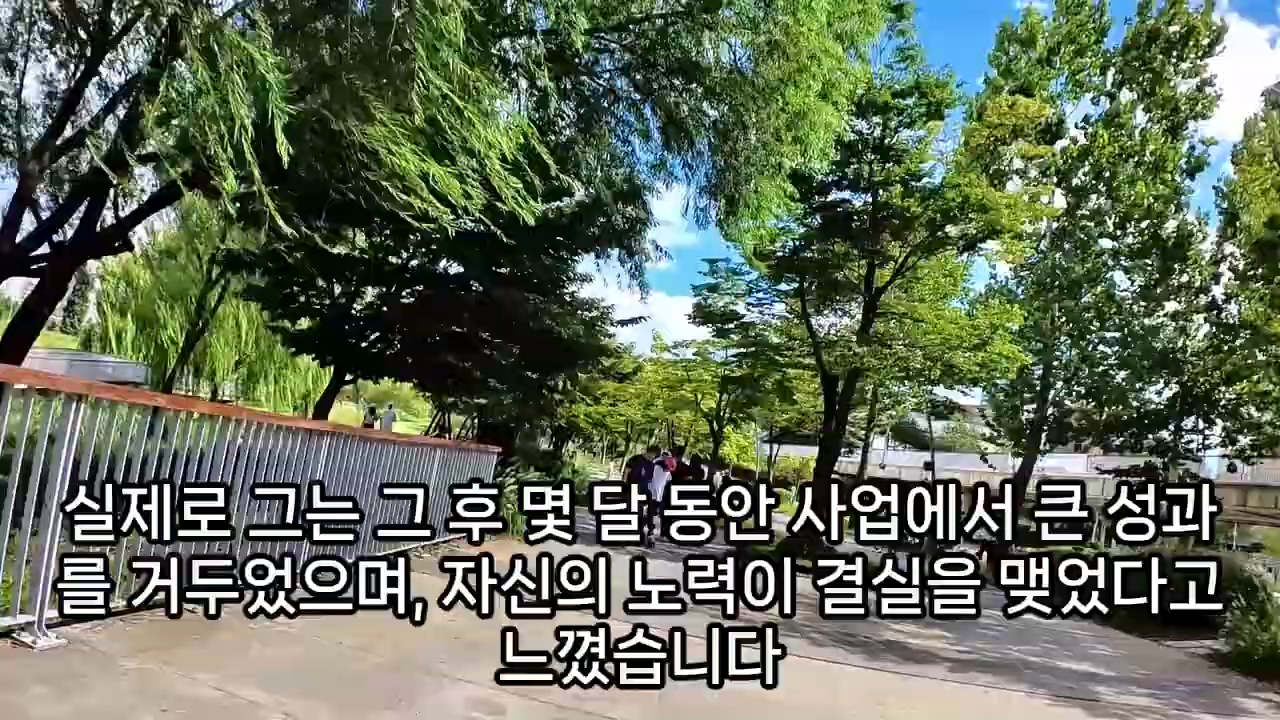 실제로 그는 그 후 몇 달 동안 사업에서 큰 성과
를 거두었으며, 자신의 노력이 결실을 맺었다고
느꼈습니다